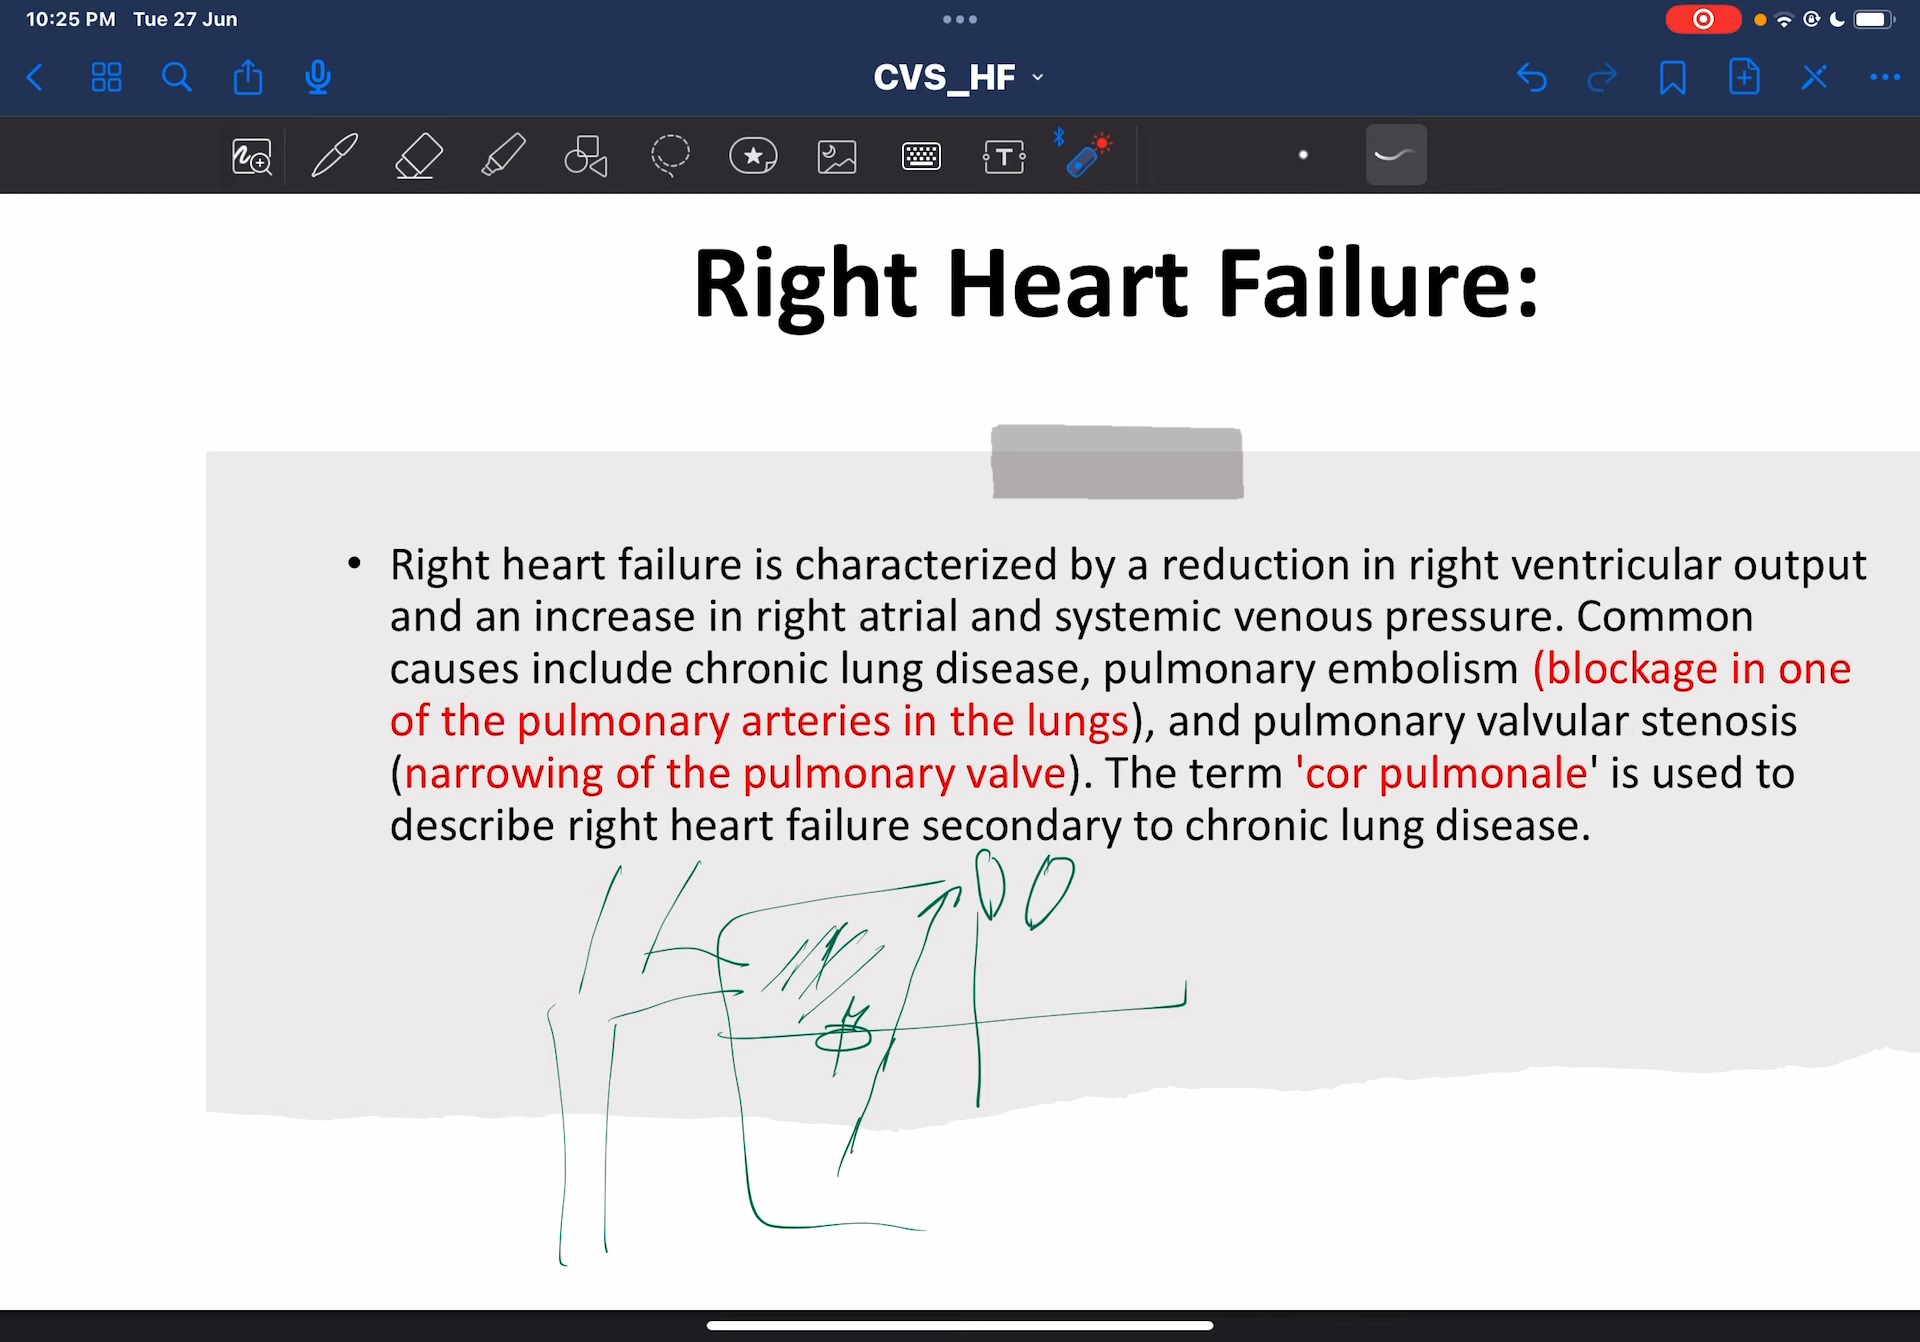 10:25 PM Tue 27 Jun
CVS_HF
T
Right Heart Failure:
• Right heart failure is characterized by a reduction in right ventricular output
and an increase in right atrial and systemic venous pressure. Common
causes include chronic lung disease, pulmonary embolism (blockage in one
of the pulmonary arteries in the lungs), and pulmonary valvular stenosis
(narrowing of the pulmonary valve). The term 'cor pulmonale' is used to
describe right heart failure secondary to chronic lung disease.